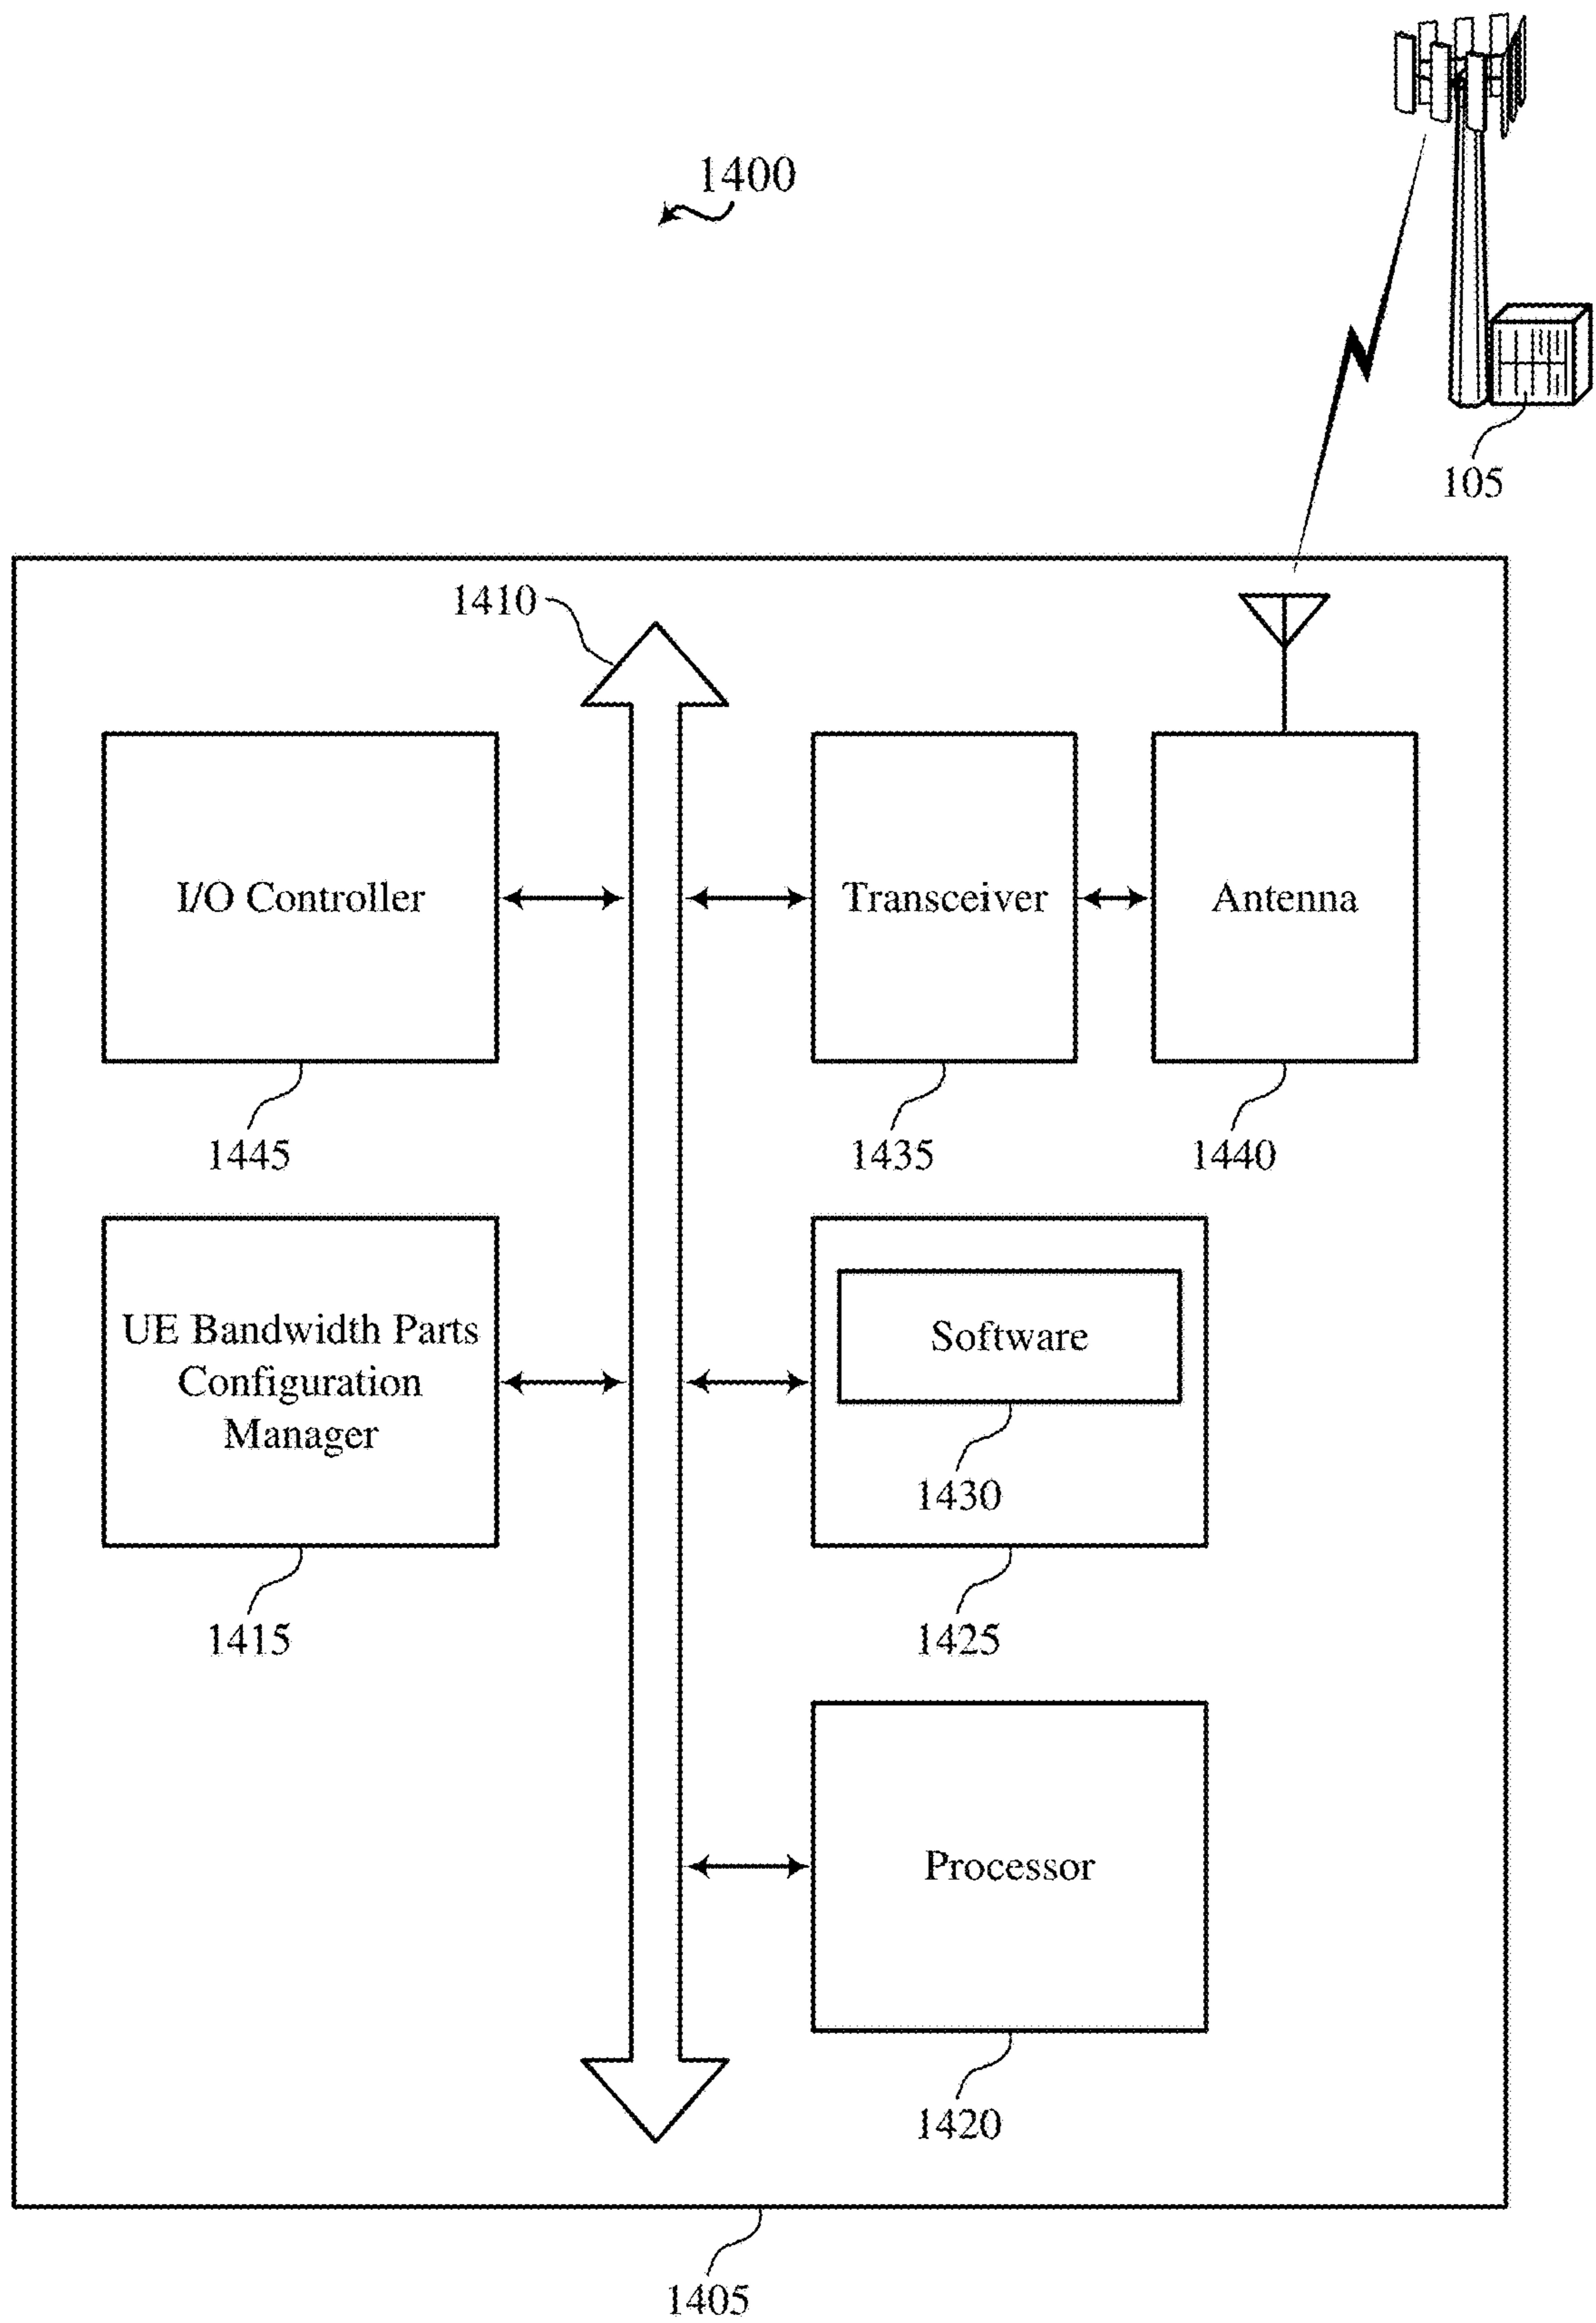 1400
105
1410
I/O Controller
Transceiver
Antenna
1445
1435
1440
UE Bandwidth Parts
Configuration
Manager
Software
1430
1415
1425
Processor
1420
1405